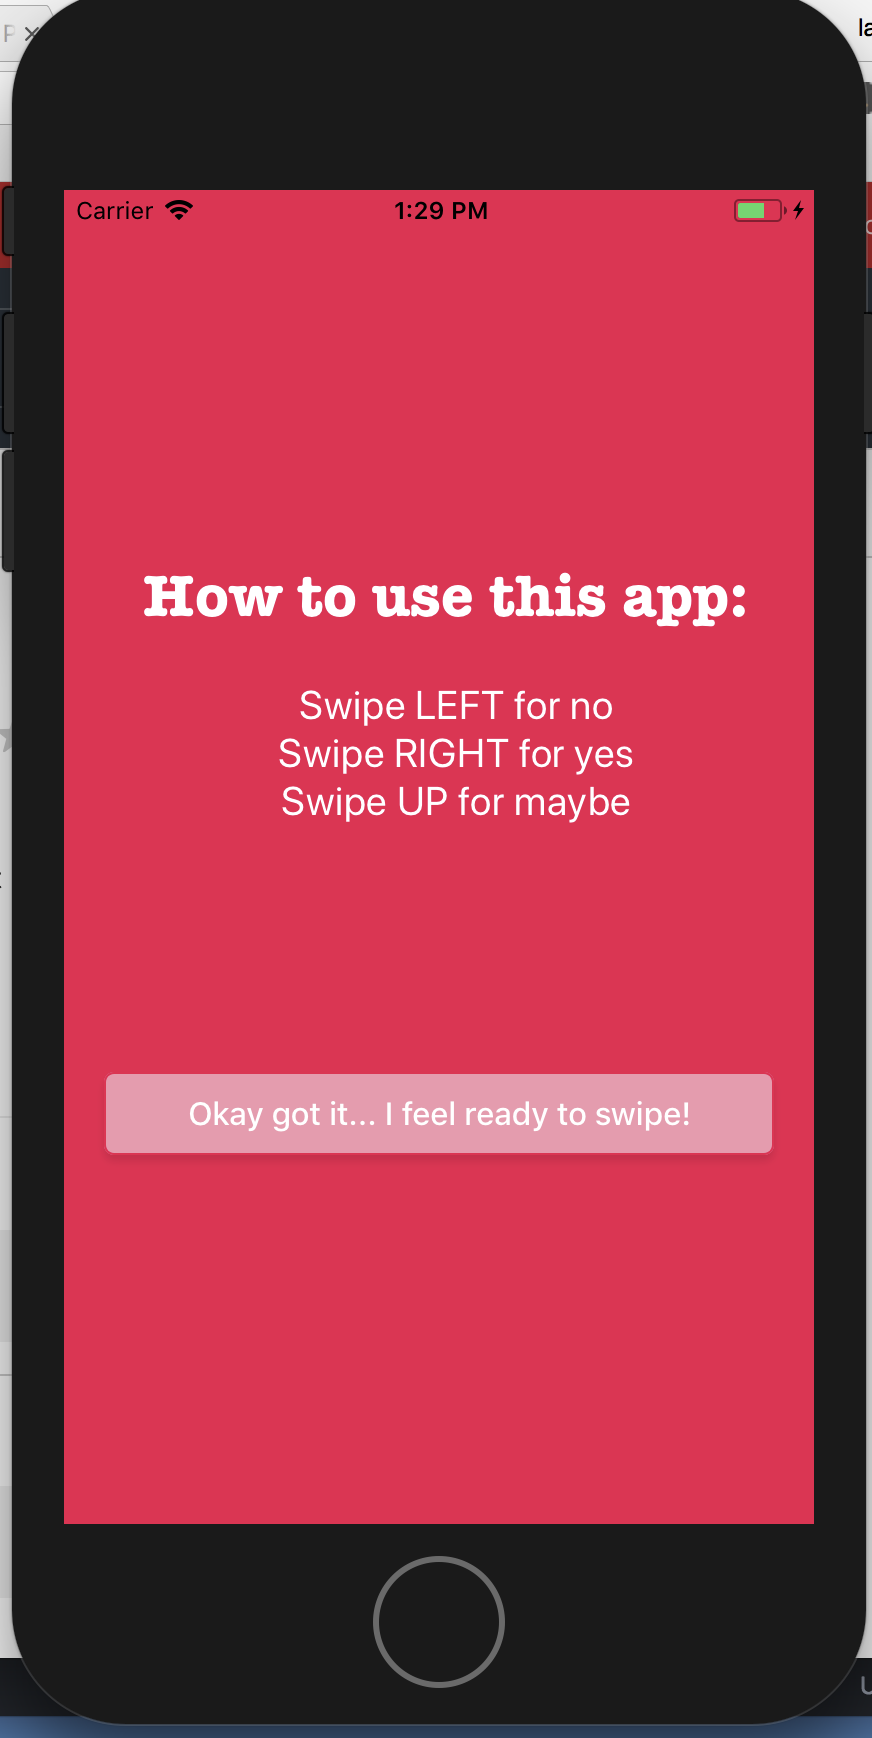 Carrier 1:29 PM
How to use this app:
Swipe LEFT for no
Swipe RIGHT for yes
Swipe UP for maybe
Okay got it... I feel ready to swipe!